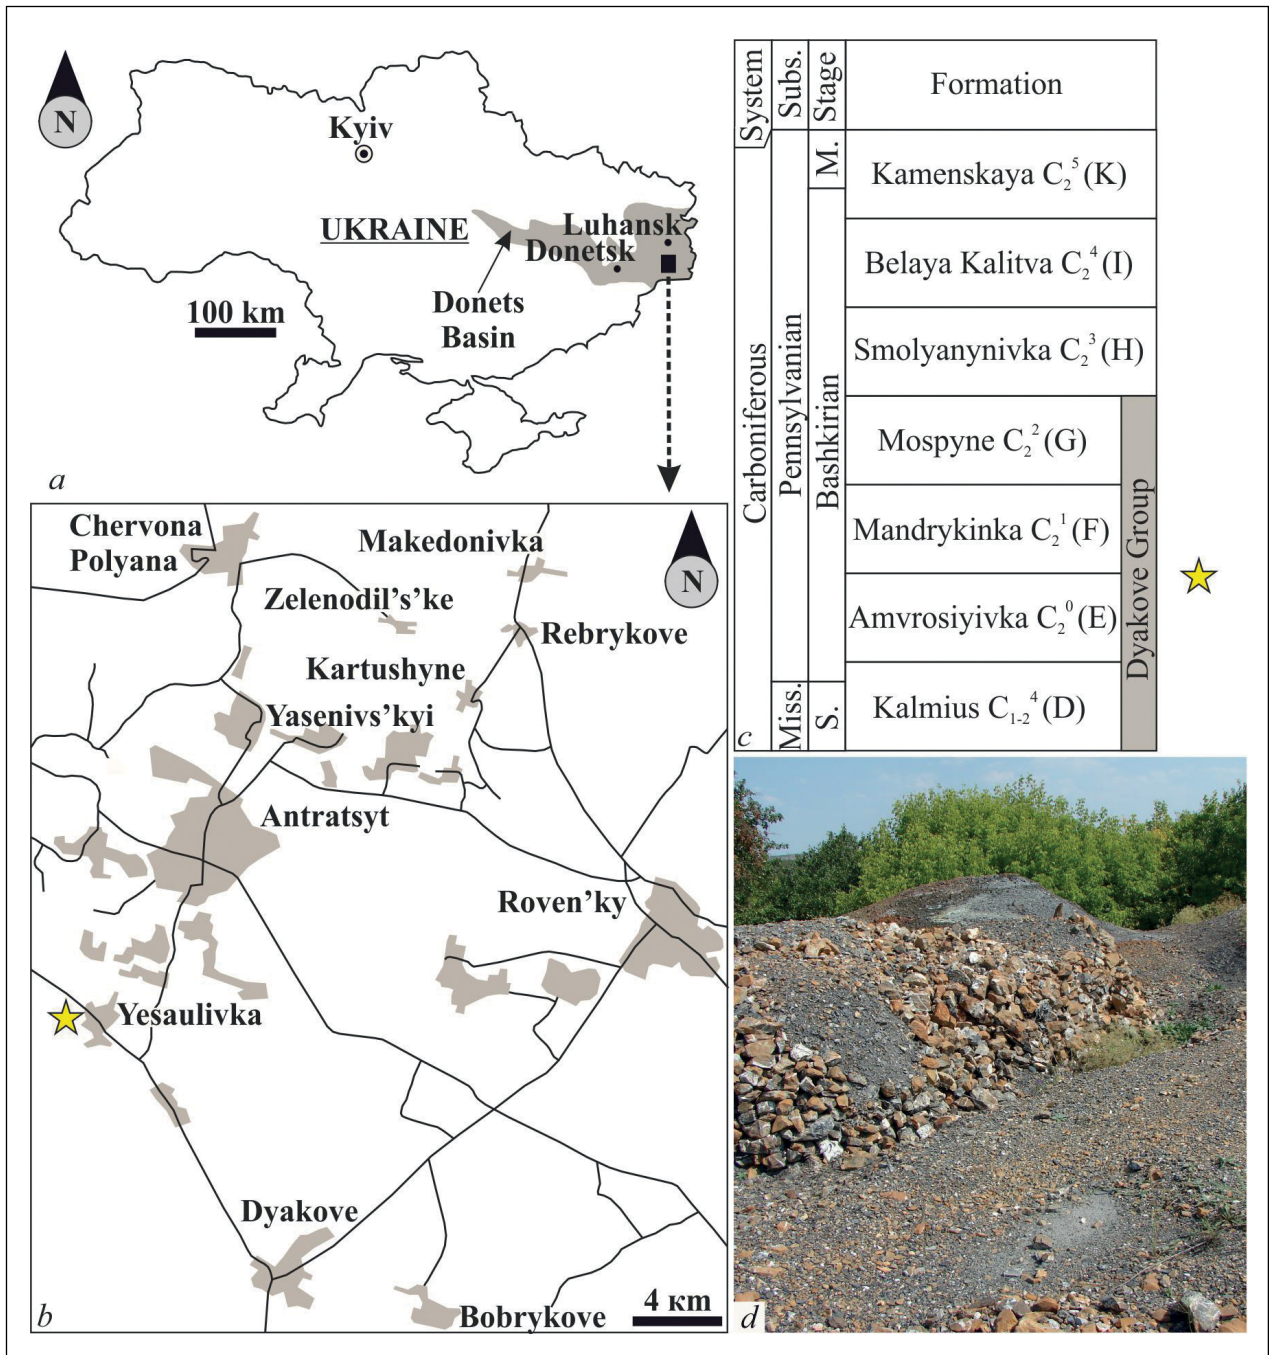 N
Kyiv
UKRAINE
Luhansk
Donetsk
Donets
Basin
100 km
a
System
Subs.
Stage
Formation
Carboniferous
Pennsylvanian
Miss.
M.
Bashkirian
S.
Kamenskaya C₂⁵ (K)
Belaya Kalitva C₂⁴ (I)
Smolyanynivka C₂³ (H)
Mospyne C₂² (G)
Mandrykinka C₂¹ (F)
Amvrosiyivka C₂⁰ (E)
Kalmius C₁₋₂⁴ (D)
Dyakove Group
c
Chervona
Polyana
Makedonivka
N
Zelenodil’s’ke
Rebrykove
Kartushyne
Yasenivs’kyi
Antratsyt
Roven’ky
Yesaulivka
Dyakove
Bobrykove
4 км
b
d